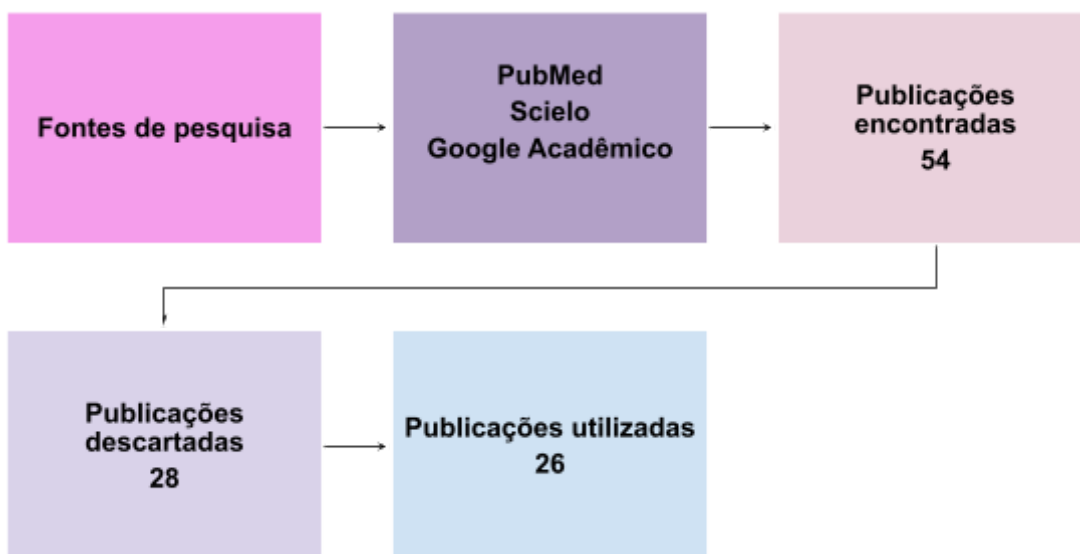 Fontes de pesquisa
PubMed
Scielo
Google Acadêmico
Publicações
encontradas
54
Publicações
descartadas
28
Publicações utilizadas
26